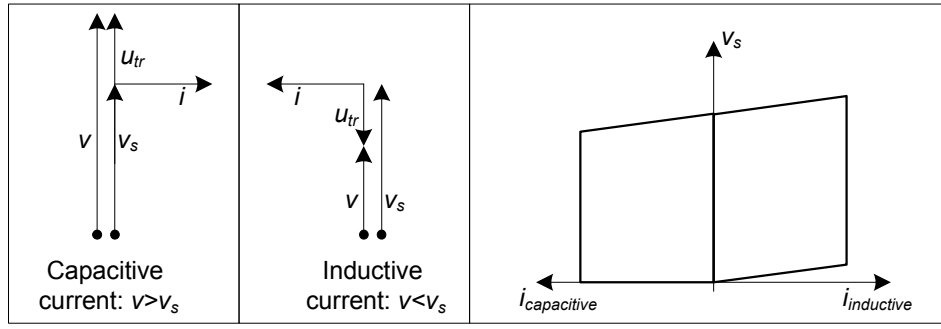 u_tr
i
v
v_s
Capacitive
current: v>v_s
i
u_tr
v
v_s
Inductive
current: v<v_s
v_s
i_capacitive
i_inductive